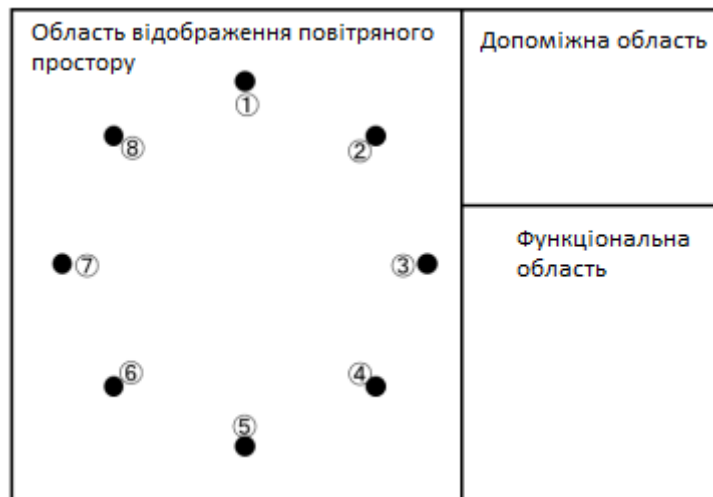 Область відображення повітряного
простору
Допоміжна область
①
⑧
②
Функціональна
область
⑦
③
⑥
④
⑤